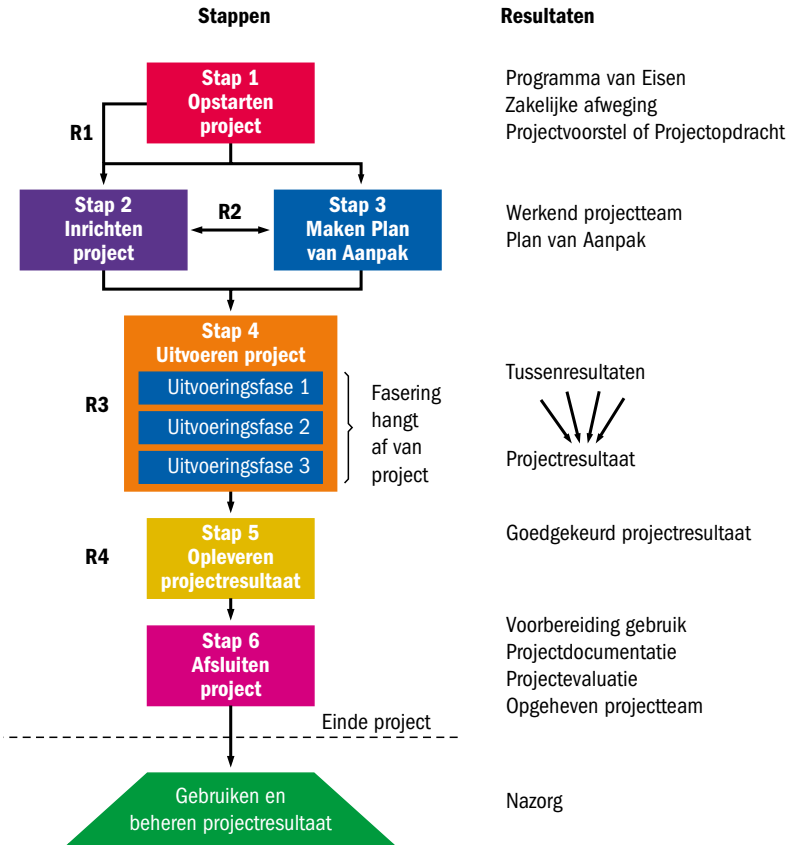 Stappen
Resultaten
Stap 1
Opstarten
project
Programma van Eisen
Zakelijke afweging
Projectvoorstel of Projectopdracht
R1
Stap 2
Inrichten
project
R2
Stap 3
Maken Plan
van Aanpak
Werkend projectteam
Plan van Aanpak
Stap 4
Uitvoeren project
Uitvoeringsfase 1
Uitvoeringsfase 2
Uitvoeringsfase 3
R3
Fasering
hangt
af van
project
Tussenresultaten
Projectresultaat
Stap 5
Opleveren
projectresultaat
R4
Goedgekeurd projectresultaat
Stap 6
Afsluiten
project
Voorbereiding gebruik
Projectdocumentatie
Projectevaluatie
Opgeheven projectteam
Einde project
Gebruiken en
beheren projectresultaat
Nazorg